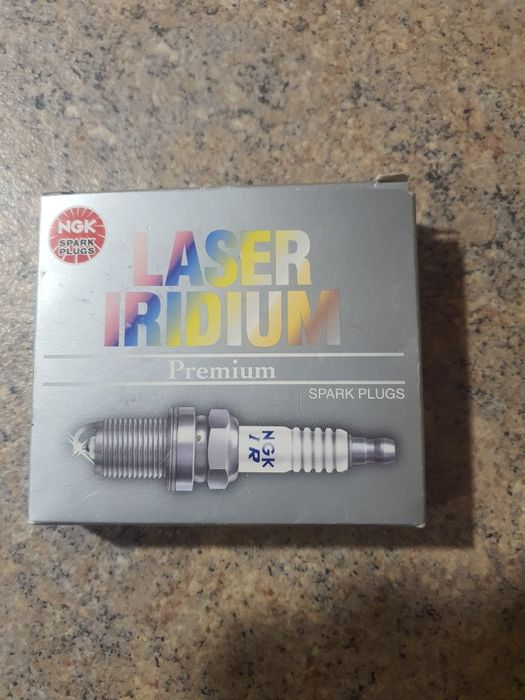 NGK
SPARK
PLUGS
LASER
IRIDIUM
Premium
SPARK PLUGS
NGK
IR